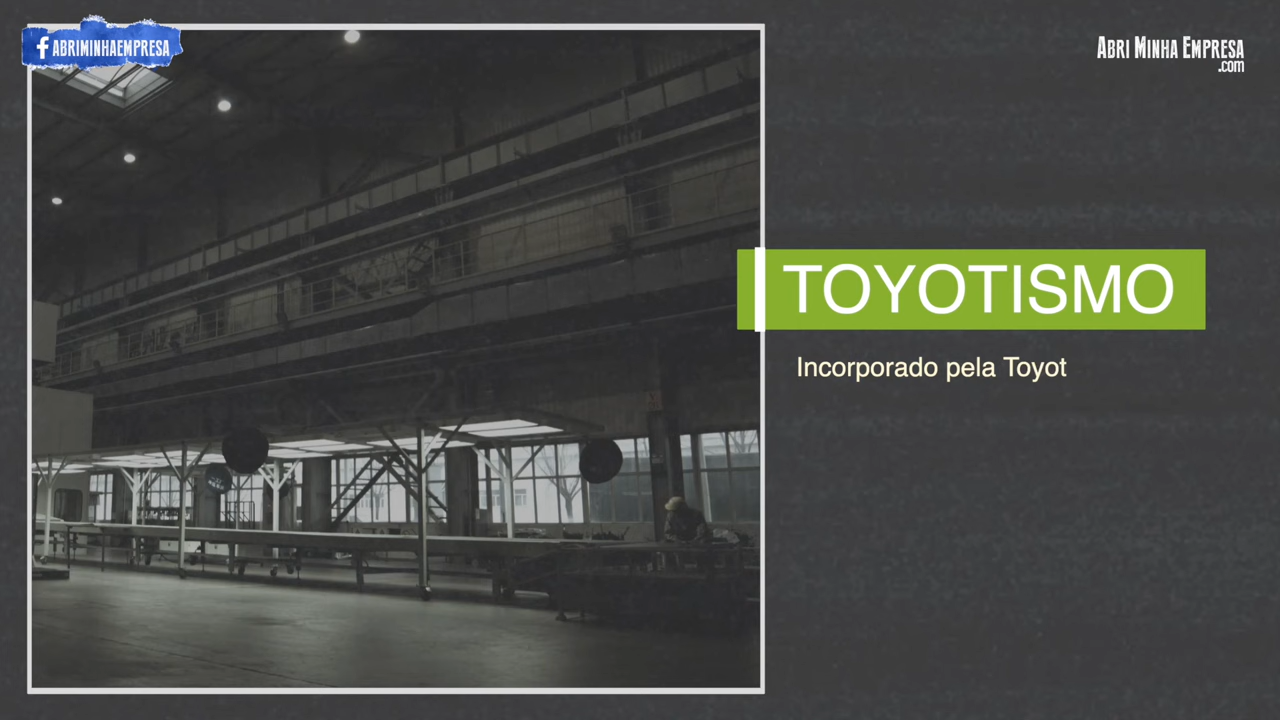 f ABRIMINHAEMPRESA
ABRI MINHA EMPRESA
.com
TOYOTISMO
Incorporado pela Toyot